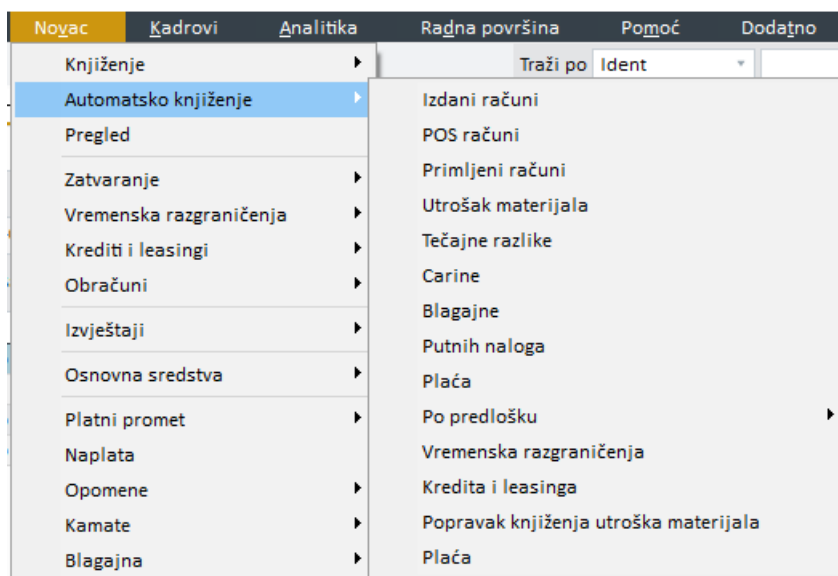 Novac Kadrovi Analitika Radna površina Pomoć Dodatno
Traži po Ident
Knjiženje
Automatsko knjiženje
Pregled
Zatvaranje
Vremenska razgraničenja
Krediti i leasingi
Obračuni
Izvještaji
Osnovna sredstva
Platni promet
Naplata
Opomene
Kamate
Blagajna
Izdani računi
POS računi
Primljeni računi
Utrošak materijala
Tečajne razlike
Carine
Blagajne
Putnih naloga
Plaća
Po predlošku
Vremenska razgraničenja
Kredita i leasinga
Popravak knjiženja utroška materijala
Plaća